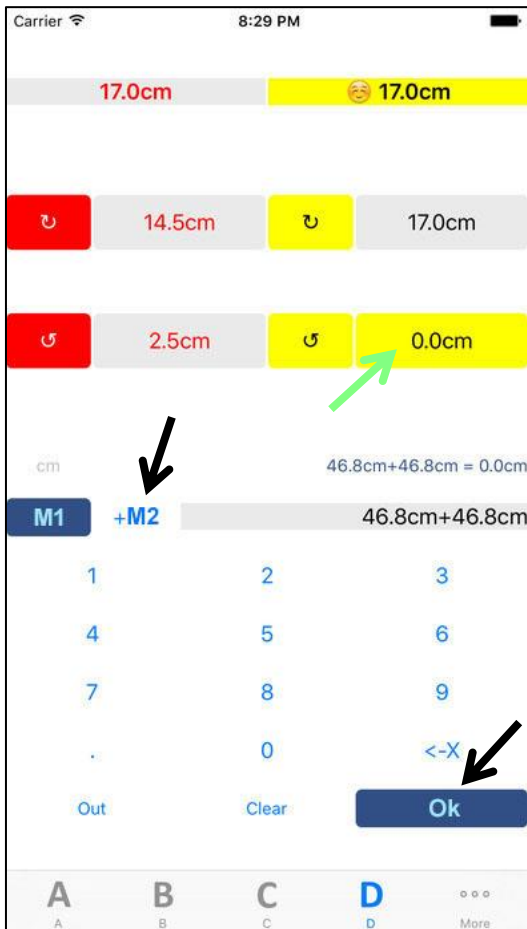 Carrier 8:29 PM
17.0cm ☺️ 17.0cm
↻ 14.5cm ↻ 17.0cm
↺ 2.5cm ↺ 0.0cm
cm 46.8cm+46.8cm = 0.0cm
M1 +M2 46.8cm+46.8cm
1 2 3
4 5 6
7 8 9
. 0 <-X
Out Clear Ok
A B C D ooo
A B C D More